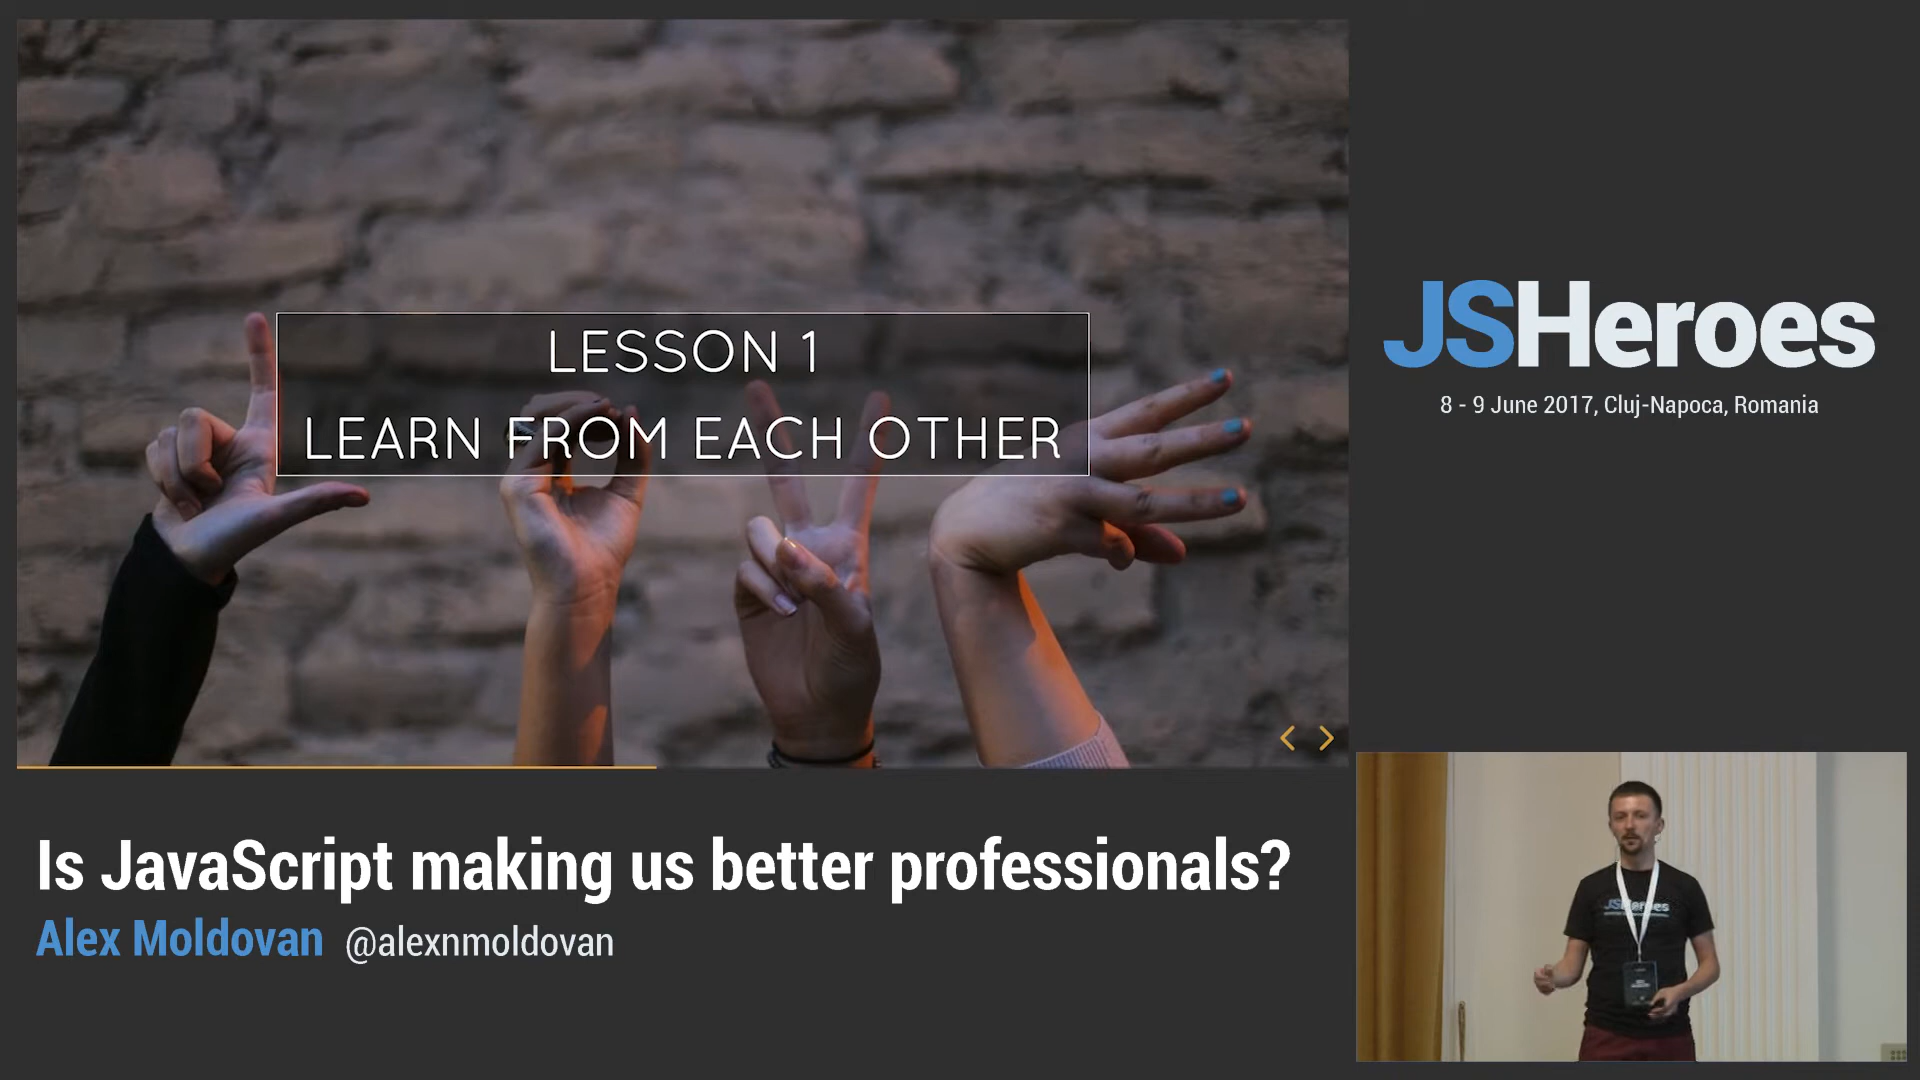 LESSON 1
LEARN FROM EACH OTHER
JSHeroes
8 - 9 June 2017, Cluj-Napoca, Romania
Is JavaScript making us better professionals?
Alex Moldovan @alexnmoldovan
JSHeroes